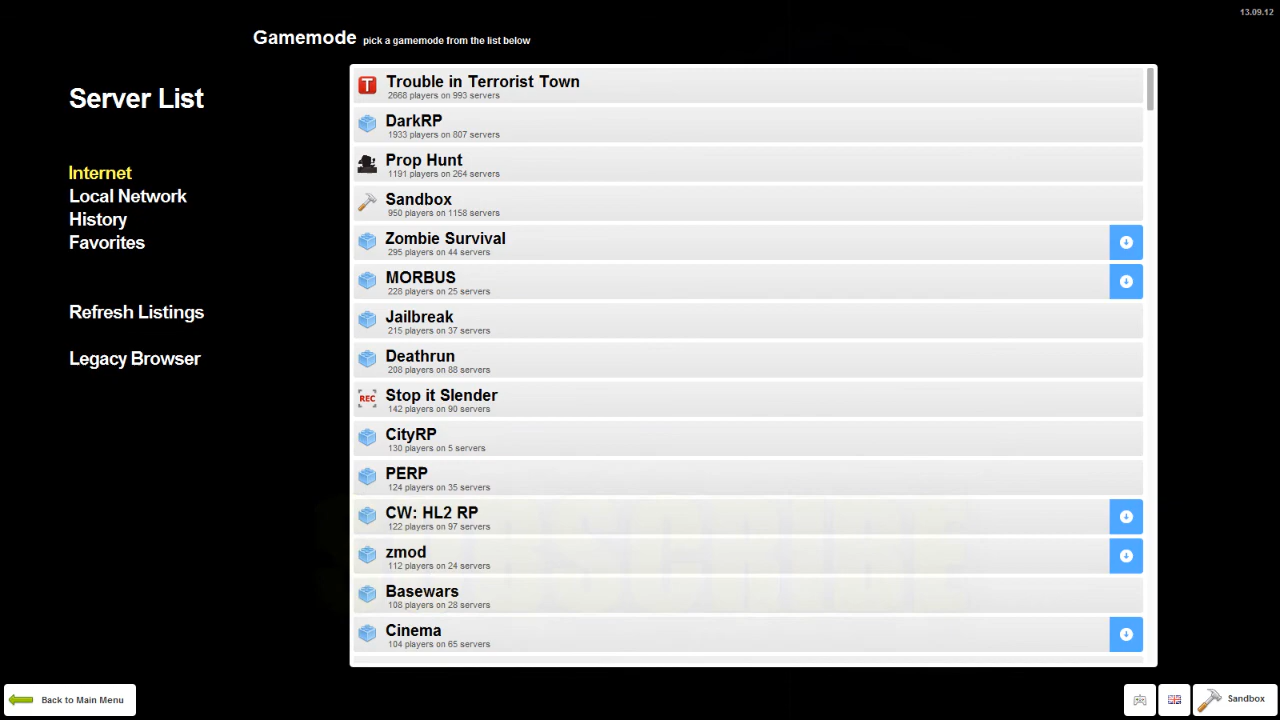 13.09.12
Gamemode pick a gamemode from the list below
Server List
Internet
Local Network
History
Favorites
Refresh Listings
Legacy Browser
T
Trouble in Terrorist Town
2668 players on 993 servers
DarkRP
1933 players on 807 servers
Prop Hunt
1191 players on 264 servers
Sandbox
950 players on 1158 servers
Zombie Survival
295 players on 44 servers
MORBUS
228 players on 25 servers
Jailbreak
215 players on 37 servers
Deathrun
208 players on 88 servers
REC
Stop it Slender
142 players on 90 servers
CityRP
130 players on 5 servers
PERP
124 players on 35 servers
CW: HL2 RP
122 players on 97 servers
zmod
112 players on 24 servers
Basewars
108 players on 28 servers
Cinema
104 players on 65 servers
SUBSCRIBE
Back to Main Menu
Sandbox